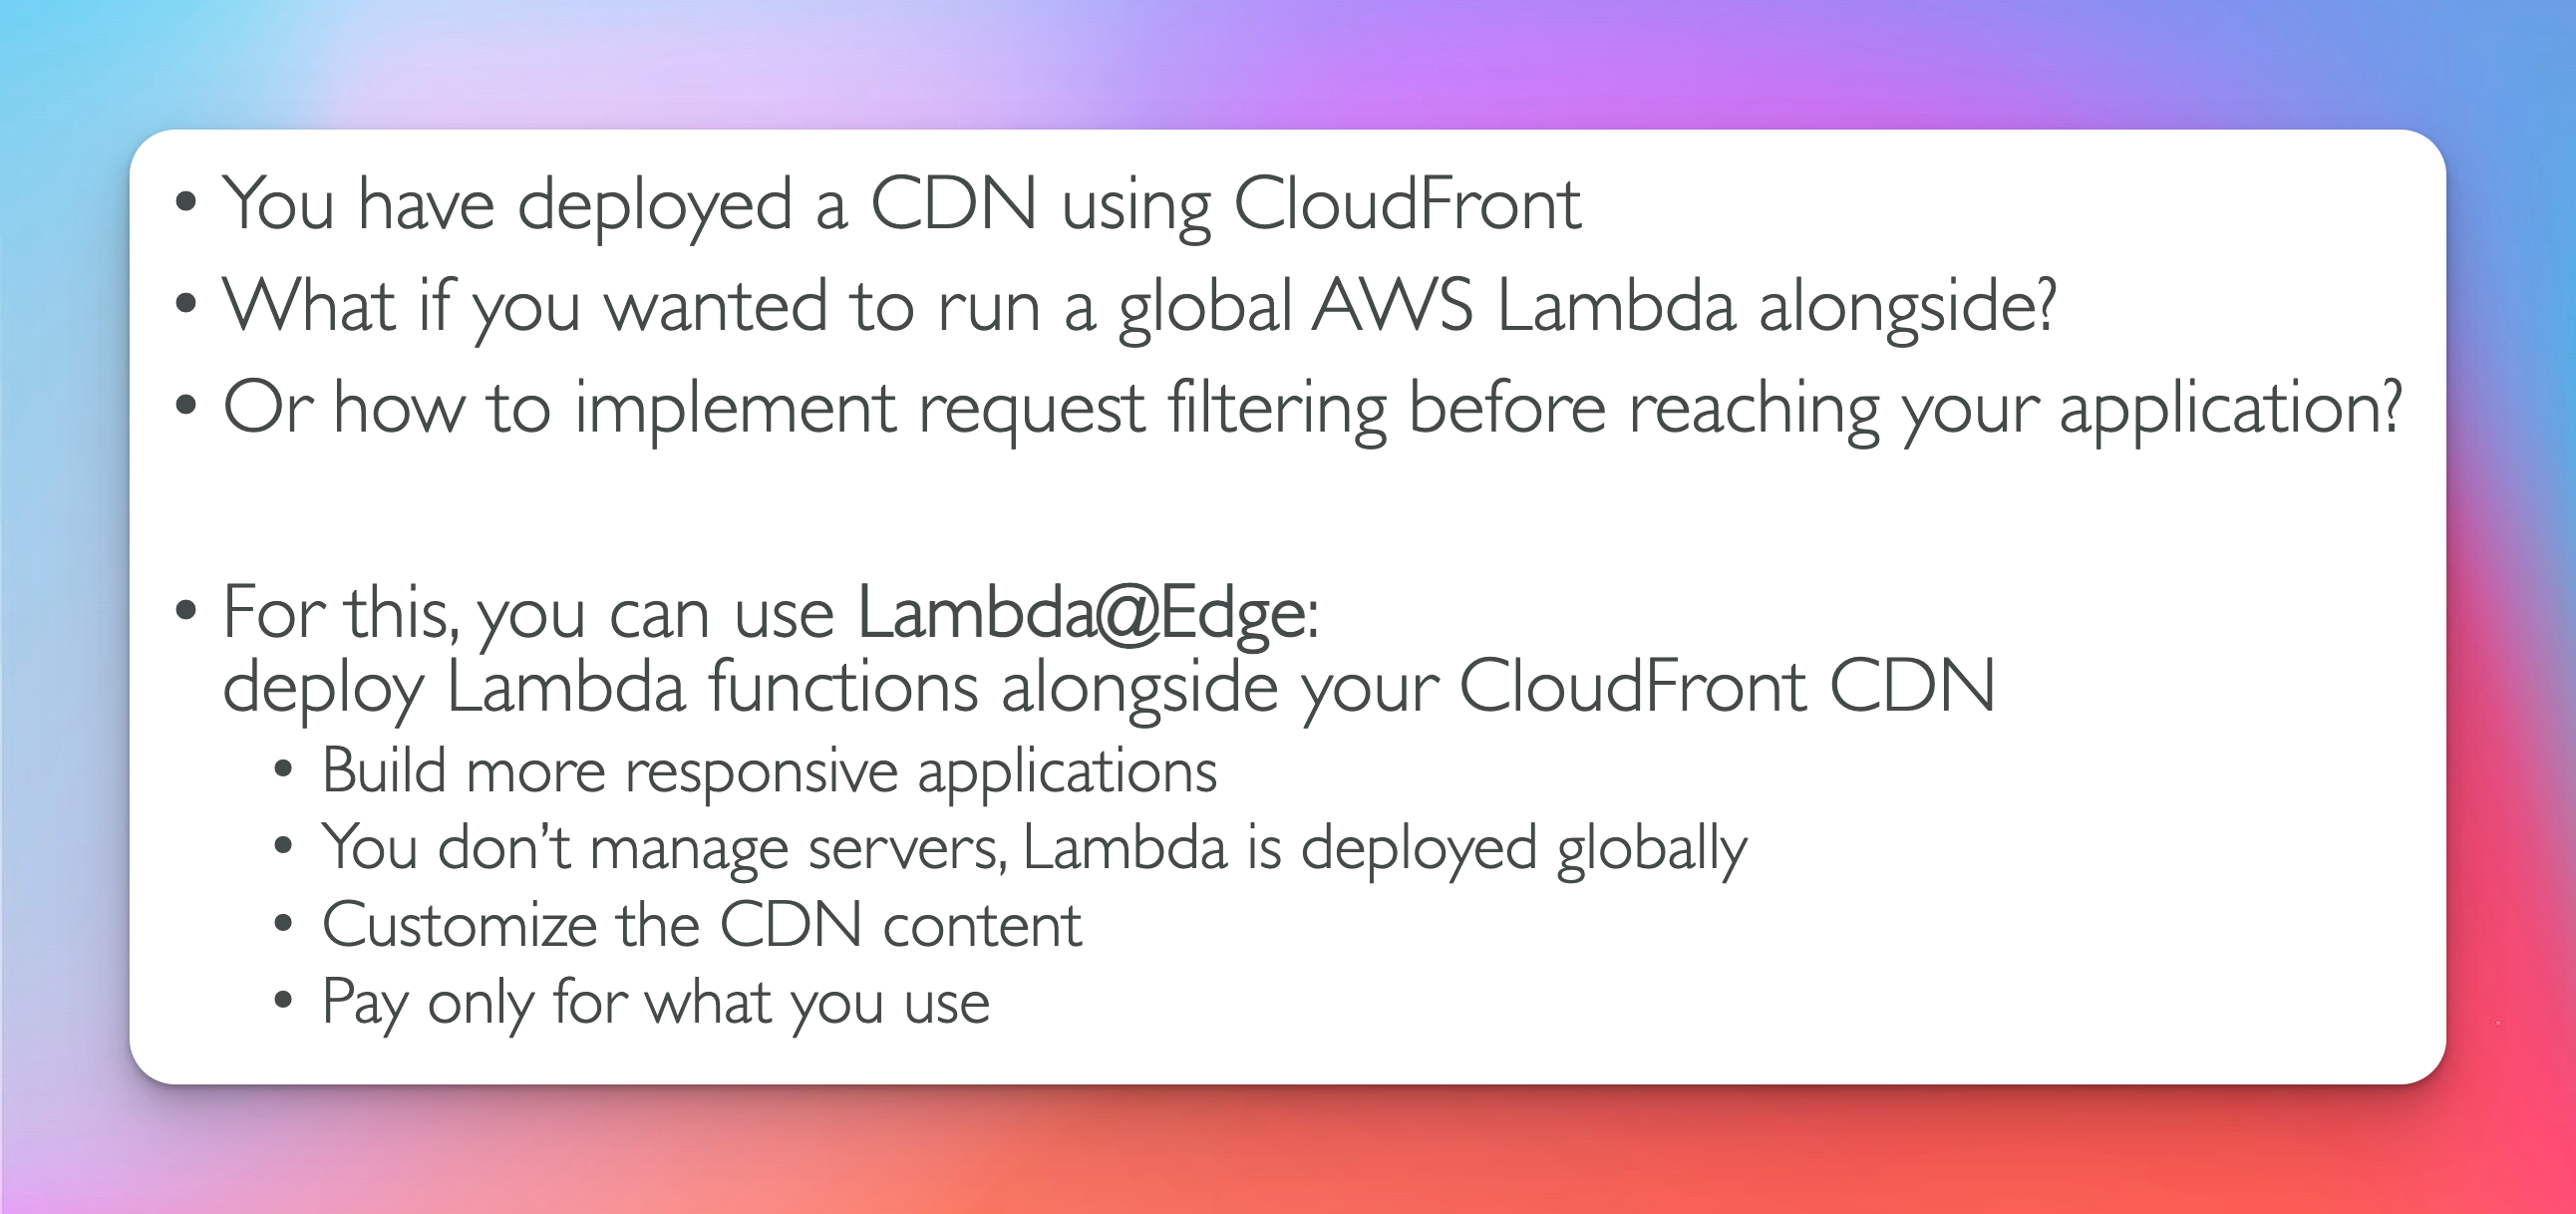 • You have deployed a CDN using CloudFront
• What if you wanted to run a global AWS Lambda alongside?
• Or how to implement request filtering before reaching your application?
• For this, you can use Lambda@Edge:
deploy Lambda functions alongside your CloudFront CDN
• Build more responsive applications
• You don’t manage servers, Lambda is deployed globally
• Customize the CDN content
• Pay only for what you use